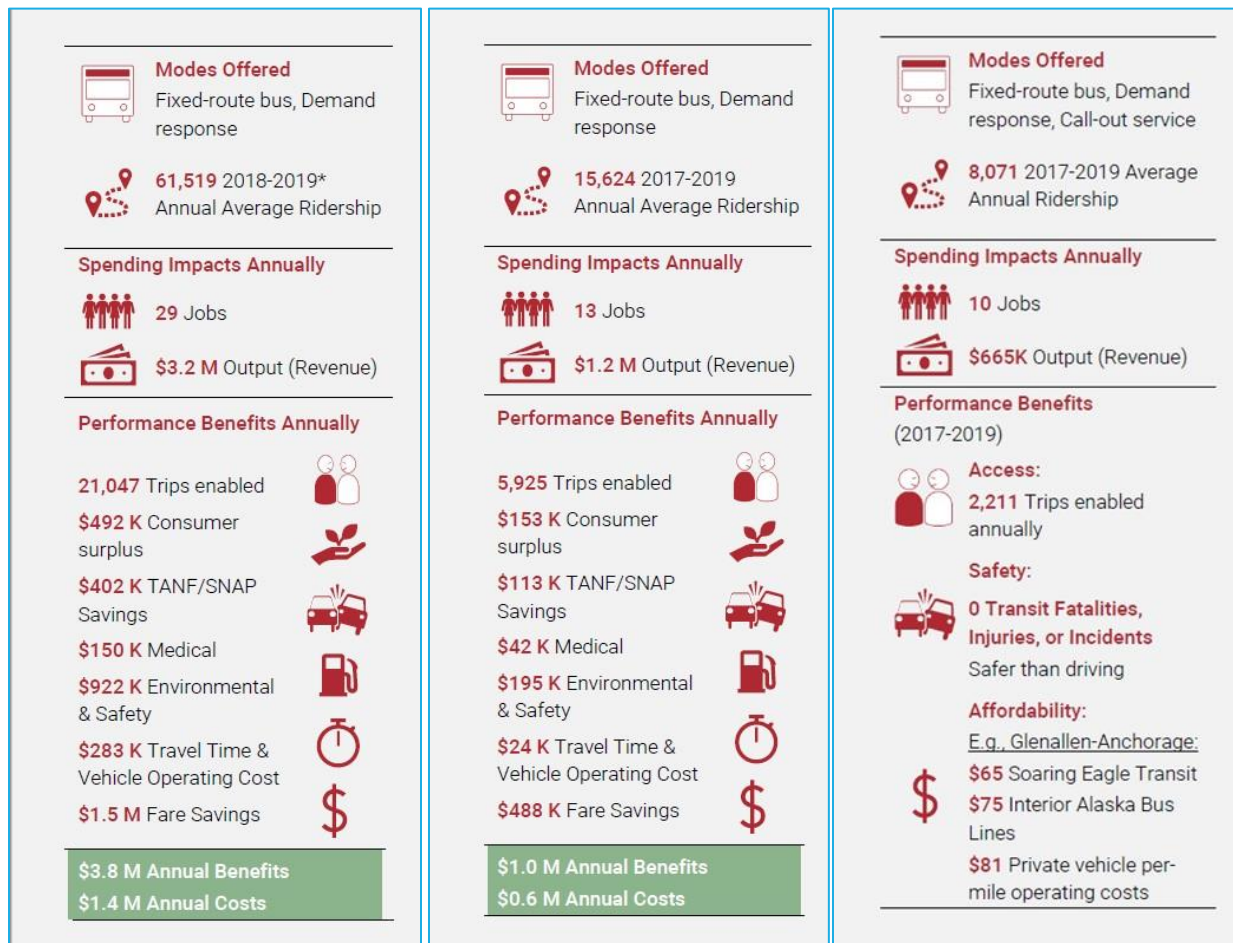 Modes Offered
Fixed-route bus, Demand
response
61,519 2018-2019*
Annual Average Ridership
Spending Impacts Annually
29 Jobs
$3.2 M Output (Revenue)
Performance Benefits Annually
21,047 Trips enabled
$492 K Consumer
surplus
$402 K TANF/SNAP
Savings
$150 K Medical
$922 K Environmental
& Safety
$283 K Travel Time &
Vehicle Operating Cost
$1.5 M Fare Savings
$3.8 M Annual Benefits
$1.4 M Annual Costs
Modes Offered
Fixed-route bus, Demand
response
15,624 2017-2019
Annual Average Ridership
Spending Impacts Annually
13 Jobs
$1.2 M Output (Revenue)
Performance Benefits Annually
5,925 Trips enabled
$153 K Consumer
surplus
$113 K TANF/SNAP
Savings
$42 K Medical
$195 K Environmental
& Safety
$24 K Travel Time &
Vehicle Operating Cost
$488 K Fare Savings
$1.0 M Annual Benefits
$0.6 M Annual Costs
Modes Offered
Fixed-route bus, Demand
response, Call-out service
8,071 2017-2019 Average
Annual Ridership
Spending Impacts Annually
10 Jobs
$665K Output (Revenue)
Performance Benefits
(2017-2019)
Access:
2,211 Trips enabled
annually
Safety:
0 Transit Fatalities,
Injuries, or Incidents
Safer than driving
Affordability:
E.g., Glenallen-Anchorage:
$65 Soaring Eagle Transit
$75 Interior Alaska Bus
Lines
$81 Private vehicle per-
mile operating costs
$
$
$